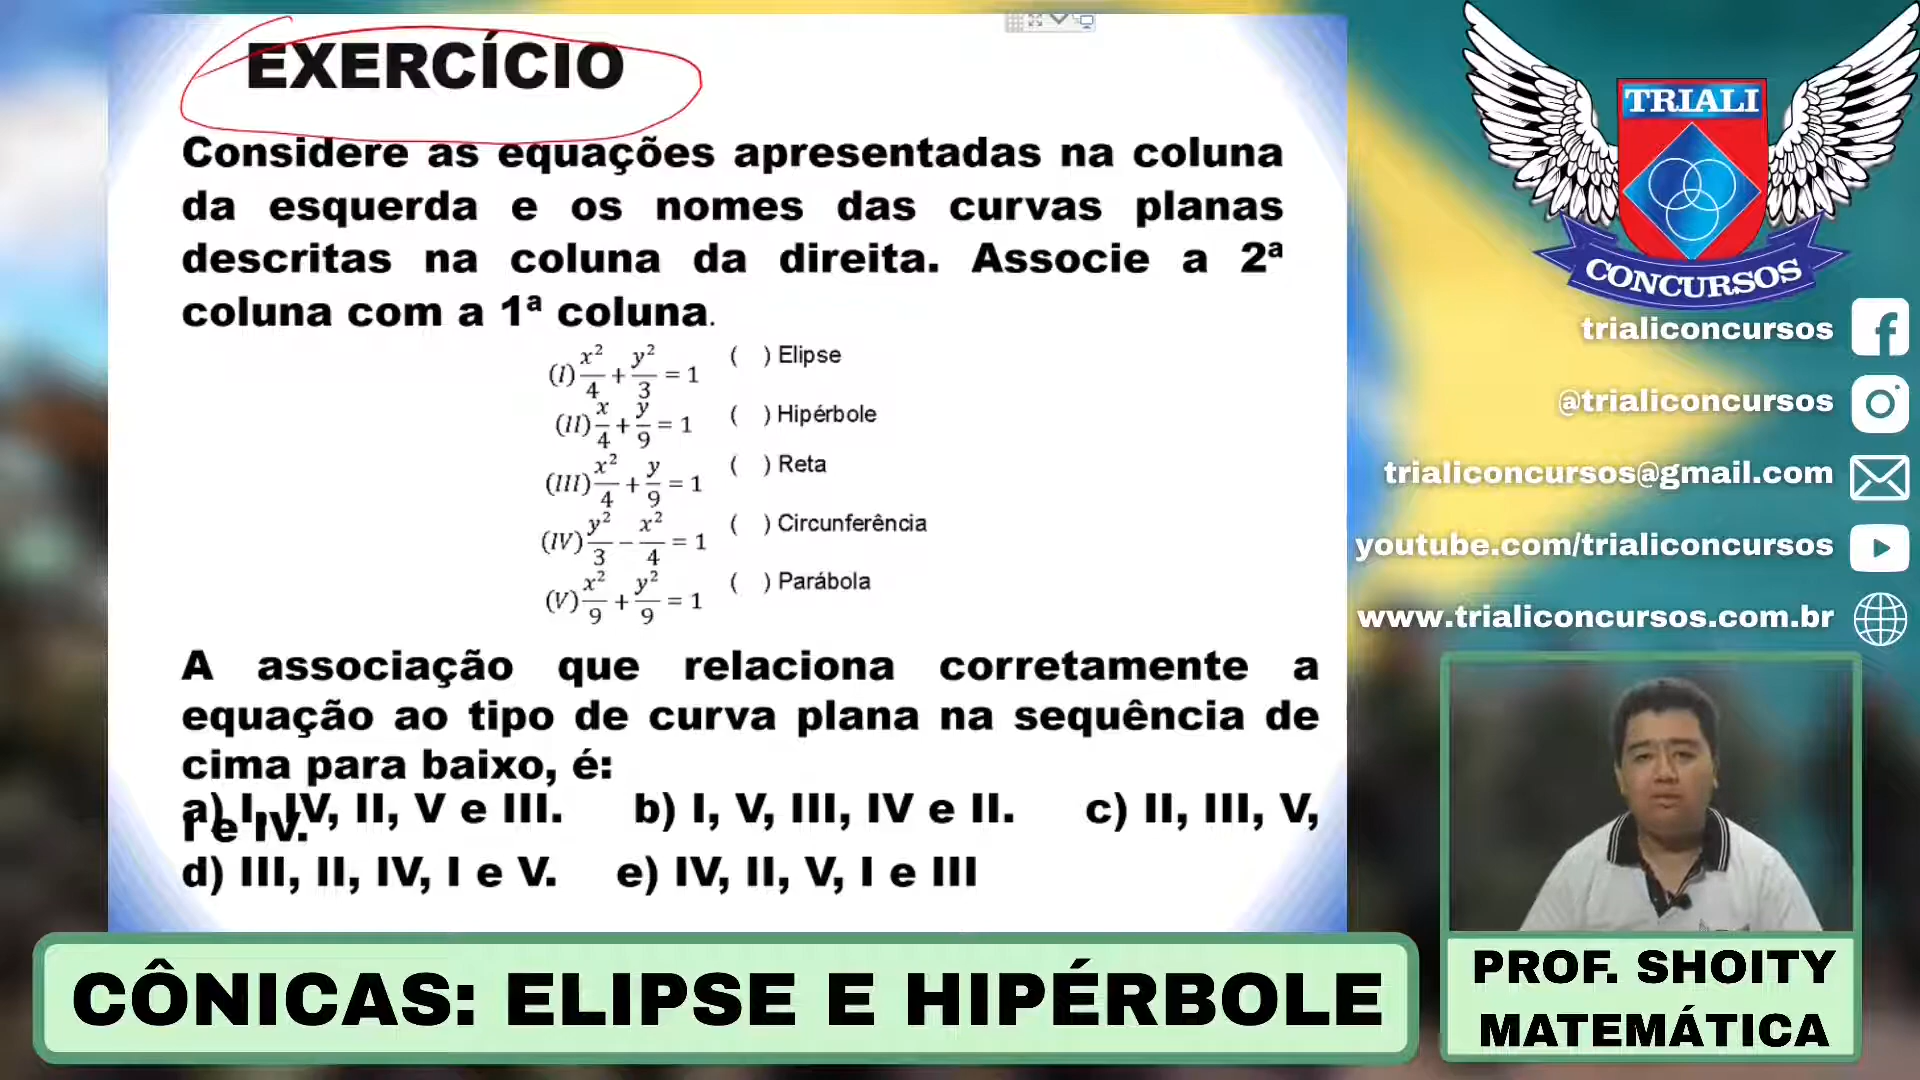 EXERCÍCIO
Considere as equações apresentadas na coluna
da esquerda e os nomes das curvas planas
descritas na coluna da direita. Associe a 2ª
coluna com a 1ª coluna.
(I) x²/4 + y²/3 = 1 ( ) Elipse
(II) x/4 + y/9 = 1 ( ) Hipérbole
(III) x²/4 + y/9 = 1 ( ) Reta
(IV) y²/3 − x²/4 = 1 ( ) Circunferência
(V) x²/9 + y²/9 = 1 ( ) Parábola
A associação que relaciona corretamente a
equação ao tipo de curva plana na sequência de
cima para baixo, é:
a) I, IV, II, V e III. b) I, V, III, IV e II. c) II, III, V,
I e IV.
d) III, II, IV, I e V. e) IV, II, V, I e III
CÔNICAS: ELIPSE E HIPÉRBOLE
TRIALI
CONCURSOS
trialiconcursos
@trialiconcursos
trialiconcursos@gmail.com
youtube.com/trialiconcursos
www.trialiconcursos.com.br
PROF. SHOITY
MATEMÁTICA